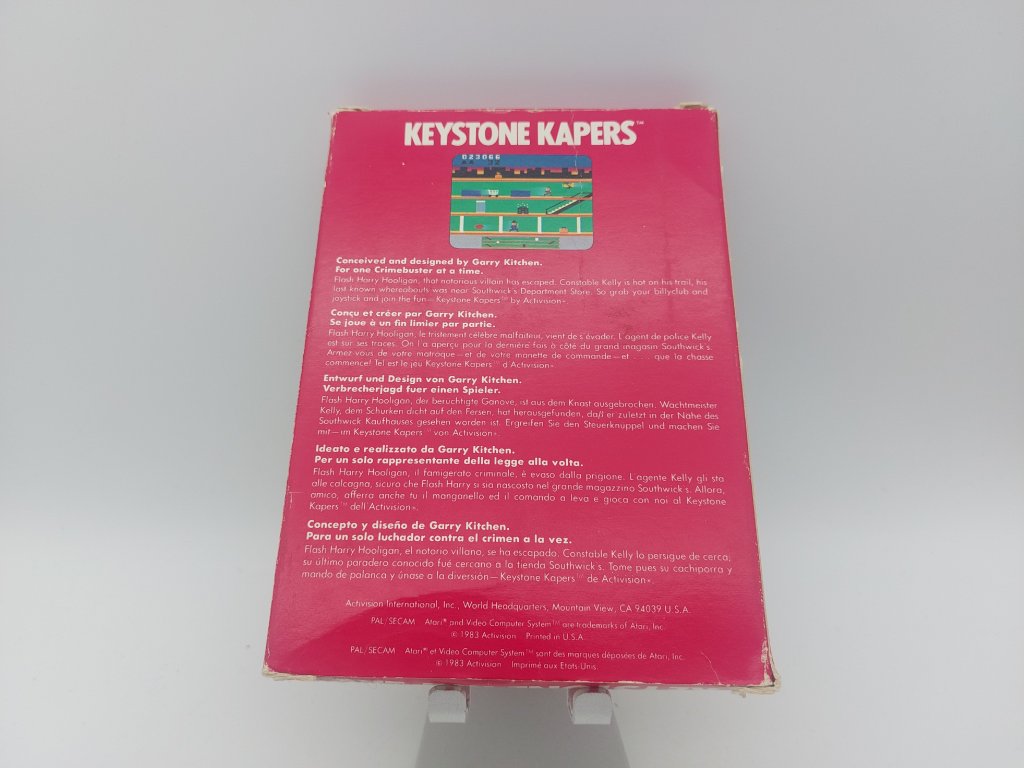 KEYSTONE KAPERS™
023066
Conceived and designed by Garry Kitchen.
For one Crimebuster at a time.
Flash Harry Hooligan, that notorious villain has escaped. Constable Kelly is hot on his trail, his
last known whereabouts was near Southwick's Department Store. So grab your billyclub and
joystick and join the fun—Keystone Kapers™ by Activision®.
Conçu et créer par Garry Kitchen.
Se joue à un fin limier par partie.
Flash Harry Hooligan, le tristement célèbre malfaiteur, vient de s'évader. L'agent de police Kelly
est sur ses traces. On l'a aperçu pour la dernière fois à côté du grand magasin Southwick's.
Armez-vous de votre matraque—et de votre manette de commande—et . . . . que la chasse
commence! Tel est le jeu Keystone Kapers™ d'Activision®.
Entwurf und Design von Garry Kitchen.
Verbrecherjagd fuer einen Spieler.
Flash Harry Hooligan, der berüchtigte Ganove, ist aus dem Knast ausgebrochen. Wachtmeister
Kelly, dem Schurken dicht auf den Fersen, hat herausgefunden, daß er zuletzt in der Nähe des
Southwick Kaufhauses gesehen worden ist. Ergreifen Sie den Steuerknuppel und machen Sie
mit—im Keystone Kapers™ von Activision®.
Ideato e realizzato da Garry Kitchen.
Per un solo rappresentante della legge alla volta.
Flash Harry Hooligan, il famigerato criminale, è evaso dalla prigione. L'agente Kelly gli sta
alle calcagna, sicuro che Flash Harry si sia nascosto nel grande magazzino Southwick's. Allora,
amico, afferra anche tu il manganello ed il comando a leva e gioca con noi al Keystone
Kapers™ dell'Activision®.
Concepto y diseño de Garry Kitchen.
Para un solo luchador contra el crimen a la vez.
Flash Harry Hooligan, el notorio villano, se ha escapado. Constable Kelly lo persigue de cerca;
su último paradero conocido fué cercano a la tienda Southwick's. Tome pues su cachiporra y
mando de palanca y únase a la diversión—Keystone Kapers™ de Activision®.
Activision International, Inc., World Headquarters, Mountain View, CA 94039 U.S.A.
PAL/SECAM Atari® and Video Computer System™ are trademarks of Atari, Inc.
© 1983 Activision Printed in U.S.A.
PAL/SECAM Atari® et Video Computer System™ sont des marques déposées de Atari, Inc.
© 1983 Activision Imprimé aux Etats-Unis.